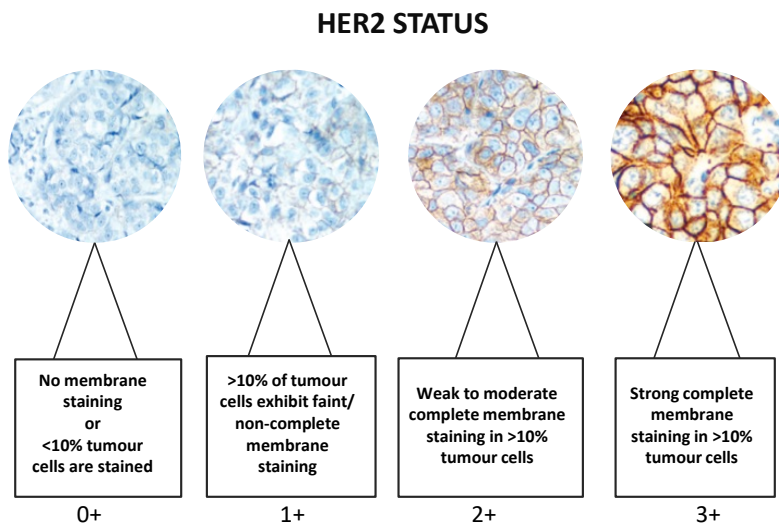 HER2 STATUS
No membrane
staining
or
<10% tumour
cells are stained
0+
>10% of tumour
cells exhibit faint/
non-complete
membrane
staining
1+
Weak to moderate
complete membrane
staining in >10%
tumour cells
2+
Strong complete
membrane
staining in >10%
tumour cells
3+